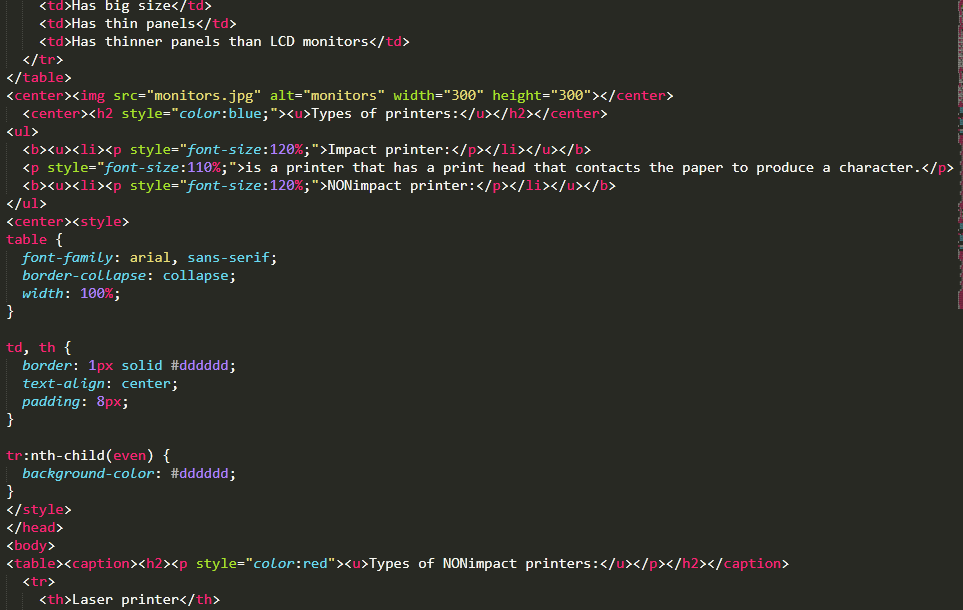 <td>Has big size</td>
<td>Has thin panels</td>
<td>Has thinner panels than LCD monitors</td>
</tr>
</table>
<center><img src="monitors.jpg" alt="monitors" width="300" height="300"></center>
<center><h2 style="color:blue;"><u>Types of printers:</u></h2></center>
<ul>
<b><u><li><p style="font-size:120%;">Impact printer:</p></li></u></b>
<p style="font-size:110%;">is a printer that has a print head that contacts the paper to produce a character.</p>
<b><u><li><p style="font-size:120%;">NONimpact printer:</p></li></u></b>
</ul>
<center><style>
table {
font-family: arial, sans-serif;
border-collapse: collapse;
width: 100%;
}
td, th {
border: 1px solid #dddddd;
text-align: center;
padding: 8px;
}
tr:nth-child(even) {
background-color: #dddddd;
}
</style>
</head>
<body>
<table><caption><h2><p style="color:red"><u>Types of NONimpact printers:</u></p></h2></caption>
<tr>
<th>Laser printer</th>